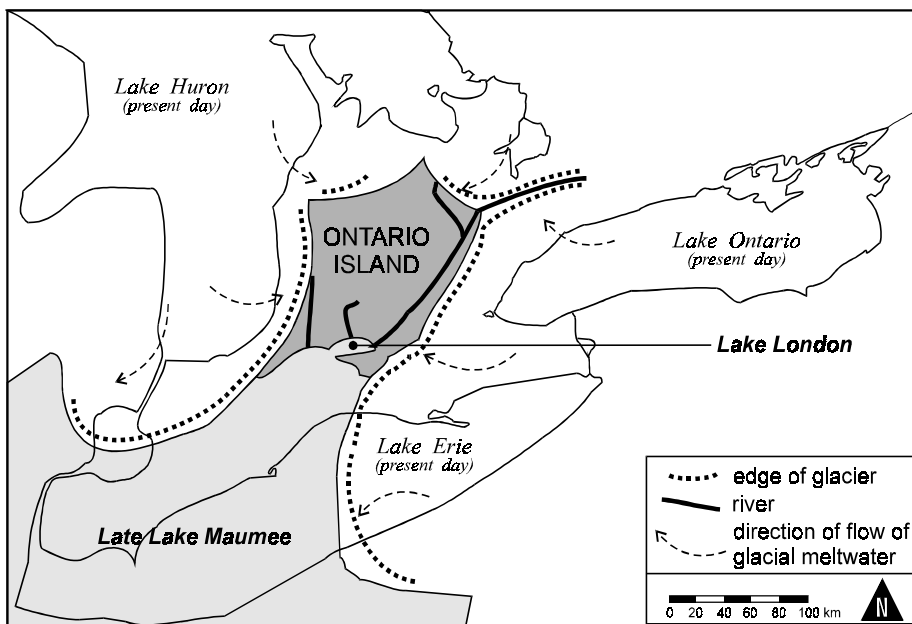 Lake Huron
(present day)
ONTARIO
ISLAND
Lake Ontario
(present day)
Lake London
Lake Erie
(present day)
Late Lake Maumee
edge of glacier
river
direction of flow of
glacial meltwater
0 20 40 60 80 100 km
N